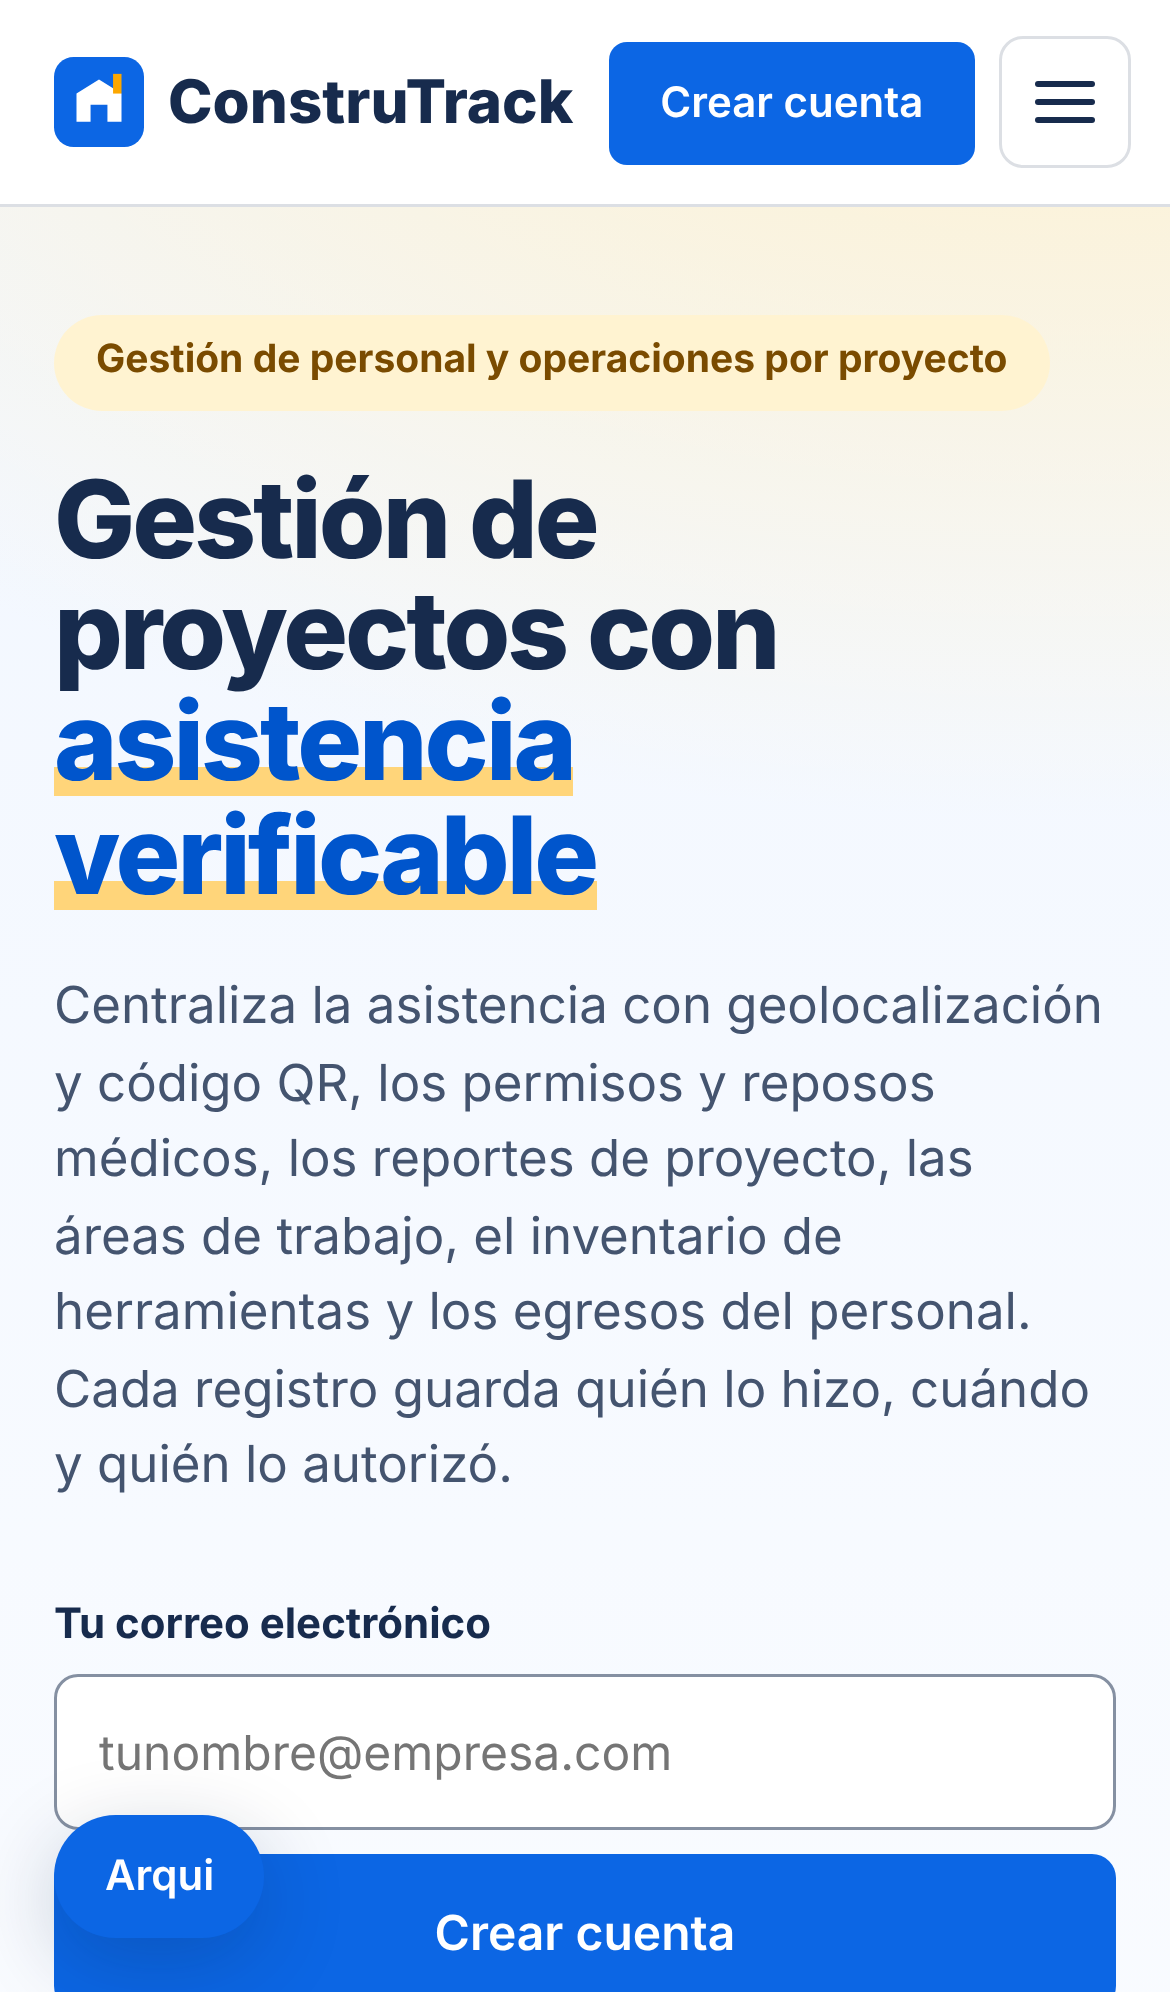 ConstruTrack
Crear cuenta
Gestión de personal y operaciones por proyecto
Gestión de
proyectos con
asistencia
verificable
Centraliza la asistencia con geolocalización
y código QR, los permisos y reposos
médicos, los reportes de proyecto, las
áreas de trabajo, el inventario de
herramientas y los egresos del personal.
Cada registro guarda quién lo hizo, cuándo
y quién lo autorizó.
Tu correo electrónico
tunombre@empresa.com
Arqui
Crear cuenta